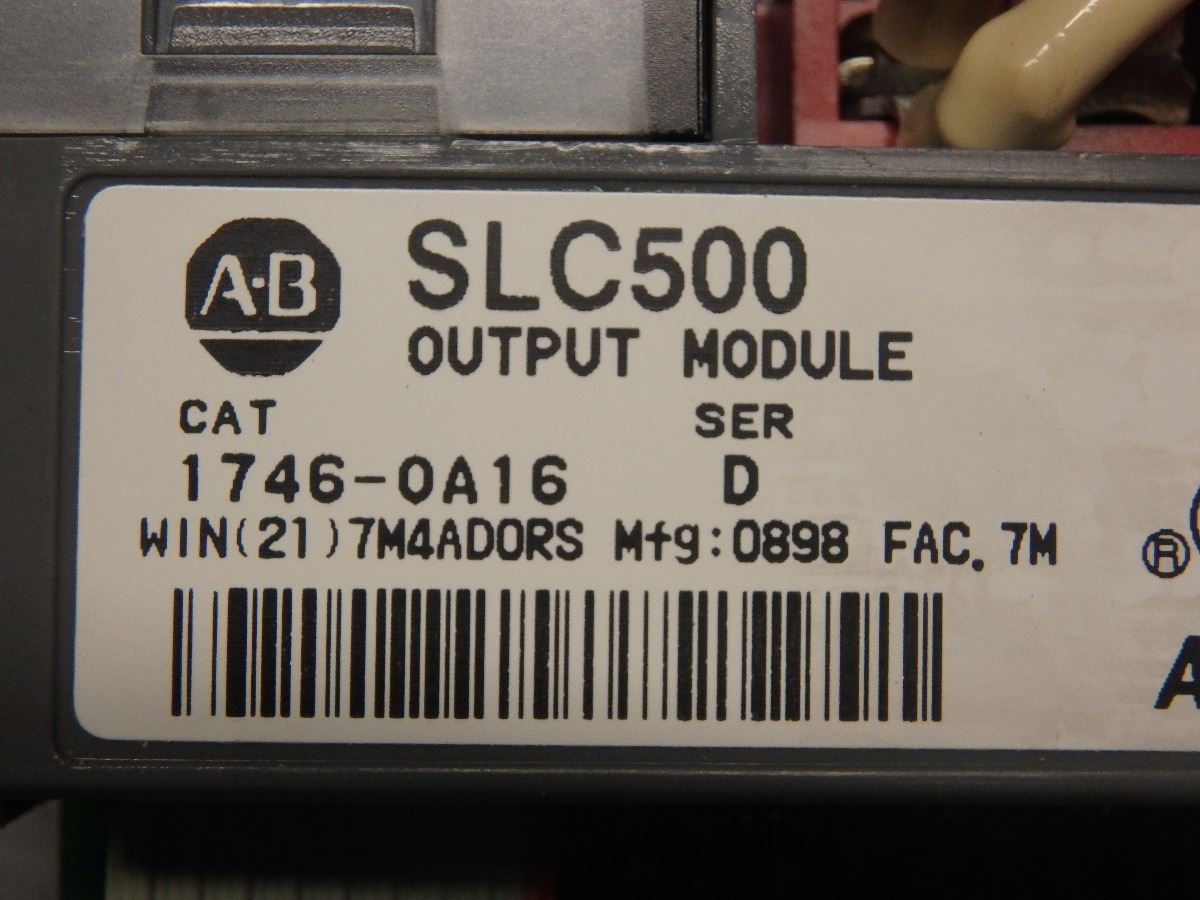 A·B
SLC500
OUTPUT MODULE
CAT SER
1746-OA16 D
WIN(21)7M4ADORS Mfg:0898 FAC. 7M
®
A